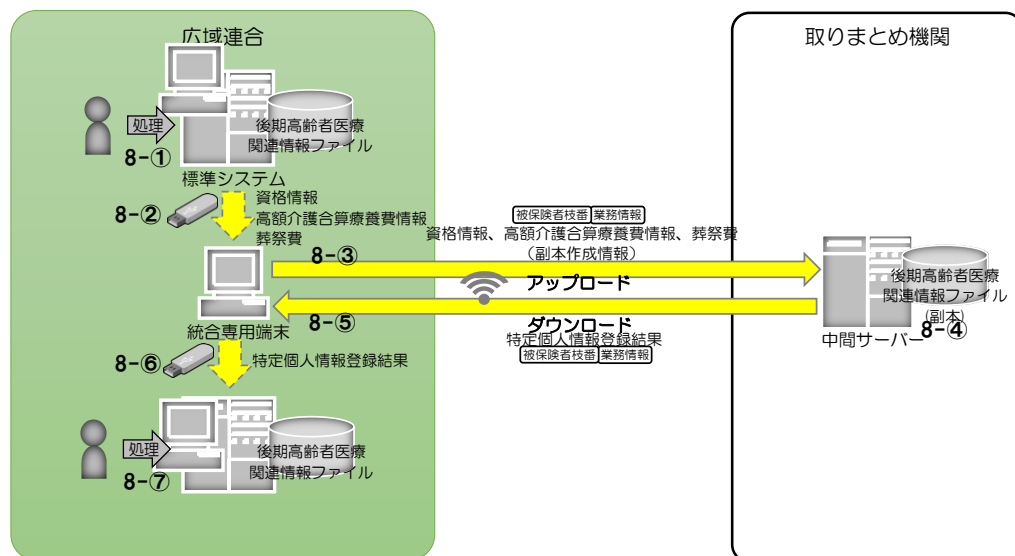 広域連合
取りまとめ機関
処理
8-①
後期高齢者医療
関連情報ファイル
標準システム
8-②
資格情報
高額介護合算療養費情報
葬祭費
被保険者枝番 業務情報
資格情報、高額介護合算療養費情報、葬祭費
(副本作成情報)
8-③
アップロード
後期高齢者医療
関連情報ファイル
(副本)
8-④
中間サーバー
8-⑤
ダウンロード
特定個人情報登録結果
被保険者枝番 業務情報
統合専用端末
8-⑥
特定個人情報登録結果
処理
8-⑦
後期高齢者医療
関連情報ファイル